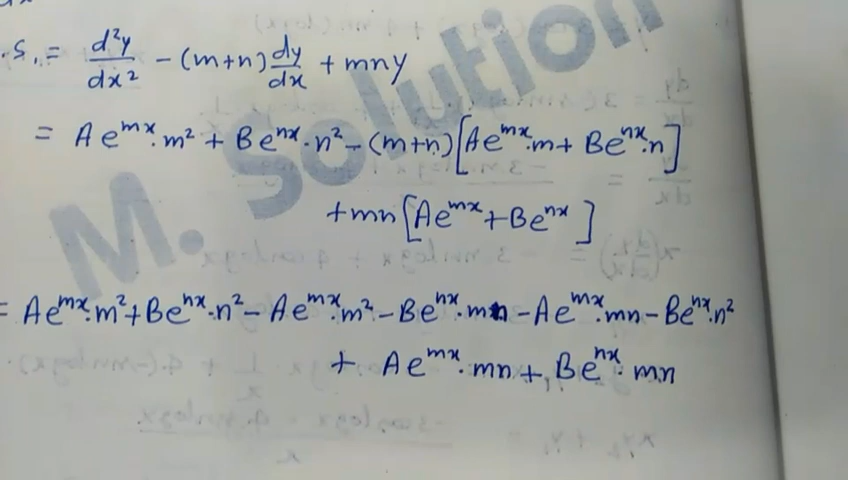 .S. = d²y/dx² - (m+n) dy/dx + mny
= Ae^mx·m² + Be^nx·n² - (m+n)[Ae^mx·m + Be^nx·n]
+ mn[Ae^mx + Be^nx]
= Ae^mx·m² + Be^nx·n² - Ae^mx·m² - Be^nx·mn - Ae^mx·mn - Be^nx·n²
+ Ae^mx·mn + Be^nx·mn
M. Solution